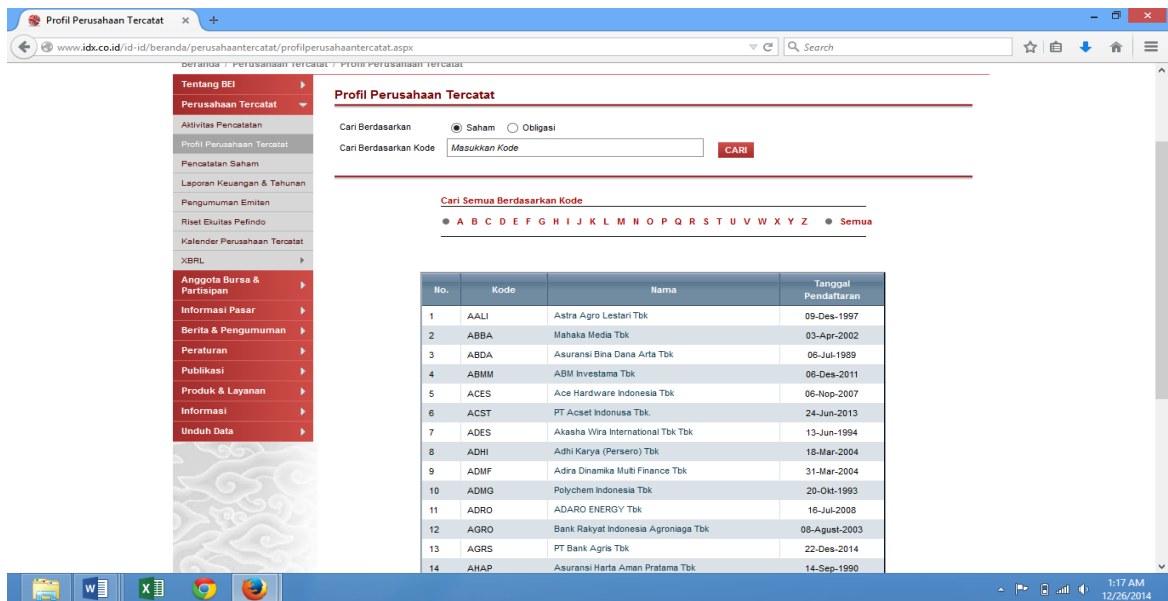 Profil Perusahaan Tercatat
www.idx.co.id/id-id/beranda/perusahaantercatat/profilperusahaantercatat.aspx
Search
Beranda / Perusahaan Tercatat / Profil Perusahaan Tercatat
Tentang BEI
Perusahaan Tercatat
Aktivitas Pencatatan
Profil Perusahaan Tercatat
Pencatatan Saham
Laporan Keuangan & Tahunan
Pengumuman Emiten
Riset Ekuitas Pefindo
Kalender Perusahaan Tercatat
XBRL
Anggota Bursa &
Partisipan
Informasi Pasar
Berita & Pengumuman
Peraturan
Publikasi
Produk & Layanan
Informasi
Unduh Data
Profil Perusahaan Tercatat
Cari Berdasarkan Saham Obligasi
Cari Berdasarkan Kode Masukkan Kode CARI
Cari Semua Berdasarkan Kode
A B C D E F G H I J K L M N O P Q R S T U V W X Y Z Semua
No. Kode Nama Tanggal Pendaftaran
1 AALI Astra Agro Lestari Tbk 09-Des-1997
2 ABBA Mahaka Media Tbk 03-Apr-2002
3 ABDA Asuransi Bina Dana Arta Tbk 06-Jul-1989
4 ABMM ABM Investama Tbk 06-Des-2011
5 ACES Ace Hardware Indonesia Tbk 06-Nop-2007
6 ACST PT Acset Indonusa Tbk. 24-Jun-2013
7 ADES Akasha Wira International Tbk Tbk 13-Jun-1994
8 ADHI Adhi Karya (Persero) Tbk 18-Mar-2004
9 ADMF Adira Dinamika Multi Finance Tbk 31-Mar-2004
10 ADMG Polychem Indonesia Tbk 20-Okt-1993
11 ADRO ADARO ENERGY Tbk 16-Jul-2008
12 AGRO Bank Rakyat Indonesia Agroniaga Tbk 08-Agust-2003
13 AGRS PT Bank Agris Tbk 22-Des-2014
14 AHAP Asuransi Harta Aman Pratama Tbk 14-Sep-1990
1:17 AM
12/26/2014